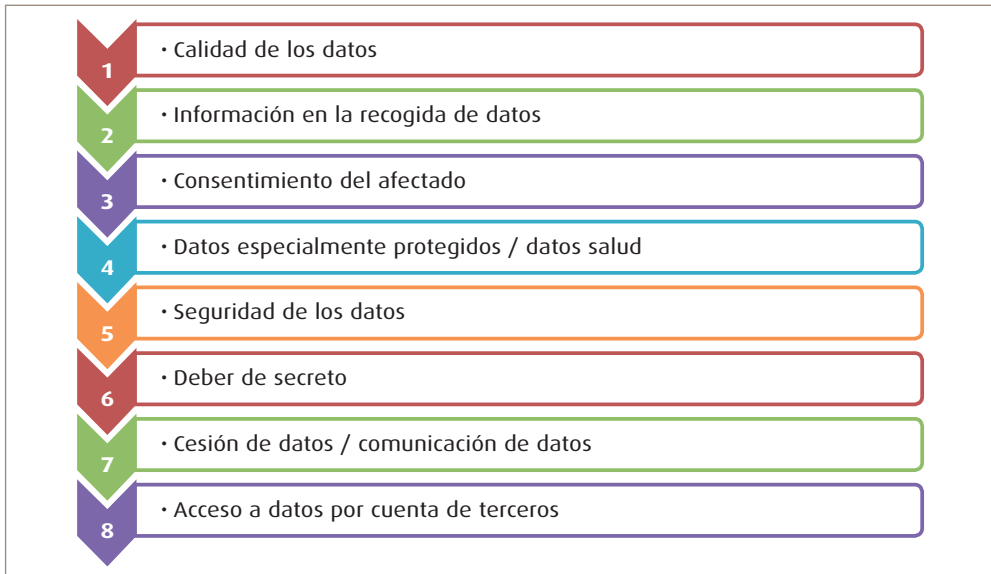 1 · Calidad de los datos
2 · Información en la recogida de datos
3 · Consentimiento del afectado
4 · Datos especialmente protegidos / datos salud
5 · Seguridad de los datos
6 · Deber de secreto
7 · Cesión de datos / comunicación de datos
8 · Acceso a datos por cuenta de terceros